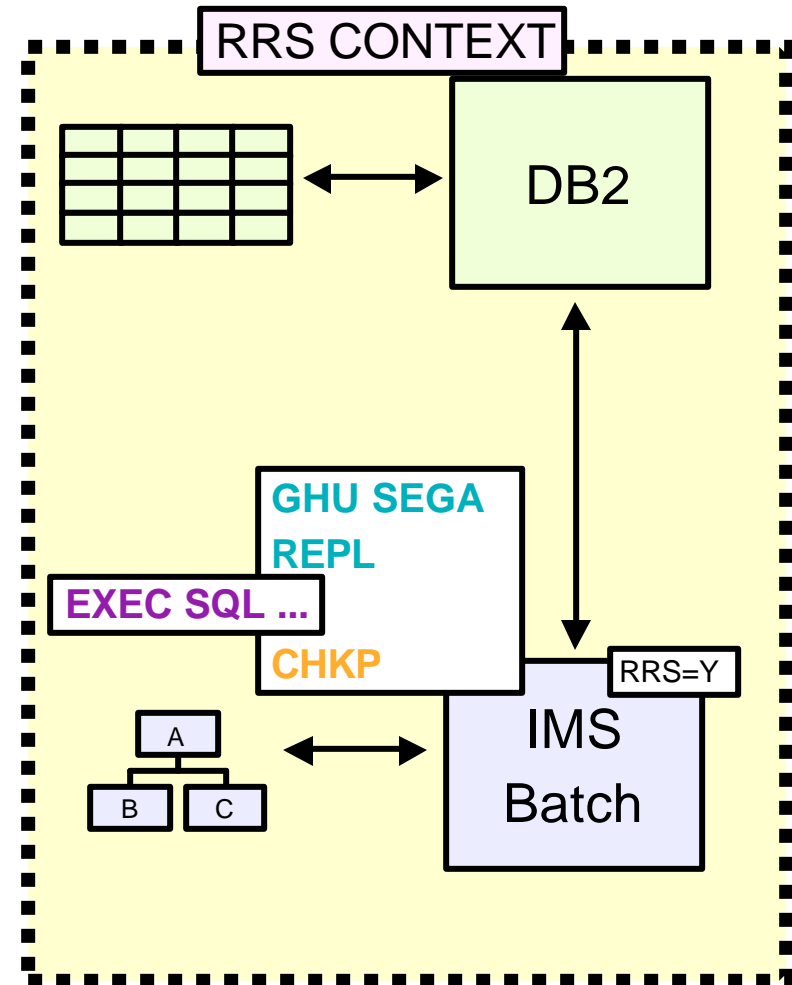 RRS CONTEXT
DB2
GHU SEGA
REPL
EXEC SQL ...
CHKP
RRS=Y
IMS
Batch
A
B
C